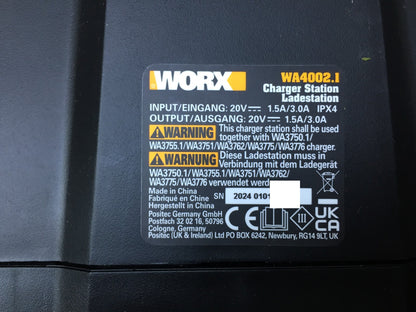 WORX
WA4002.1
Charger Station
Ladestation
INPUT/EINGANG: 20V⎓ 1.5A/3.0A IPX4
OUTPUT/AUSGANG: 20V⎓ 1.5A/3.0A
WARNING This charger station shall be used
together with WA3750.1/
WA3755.1/WA3751/WA3762/WA3775/WA3776 charger.
WARNUNG Diese Ladestation muss in
Verbindung mit dem Ladegerät
WA3750.1/WA3755.1/WA3751/WA3762/
WA3775/WA3776 verwendet werden
Made in China
Fabriqué en Chine
Hergestellt in China
SN 2024 0101
Positec Germany GmbH
Postfach 32 02 16, 50796
Cologne, Germany
Positec (UK & Ireland) Ltd PO BOX 6242, Newbury, RG14 9LT, UK
CE
III
UKCA